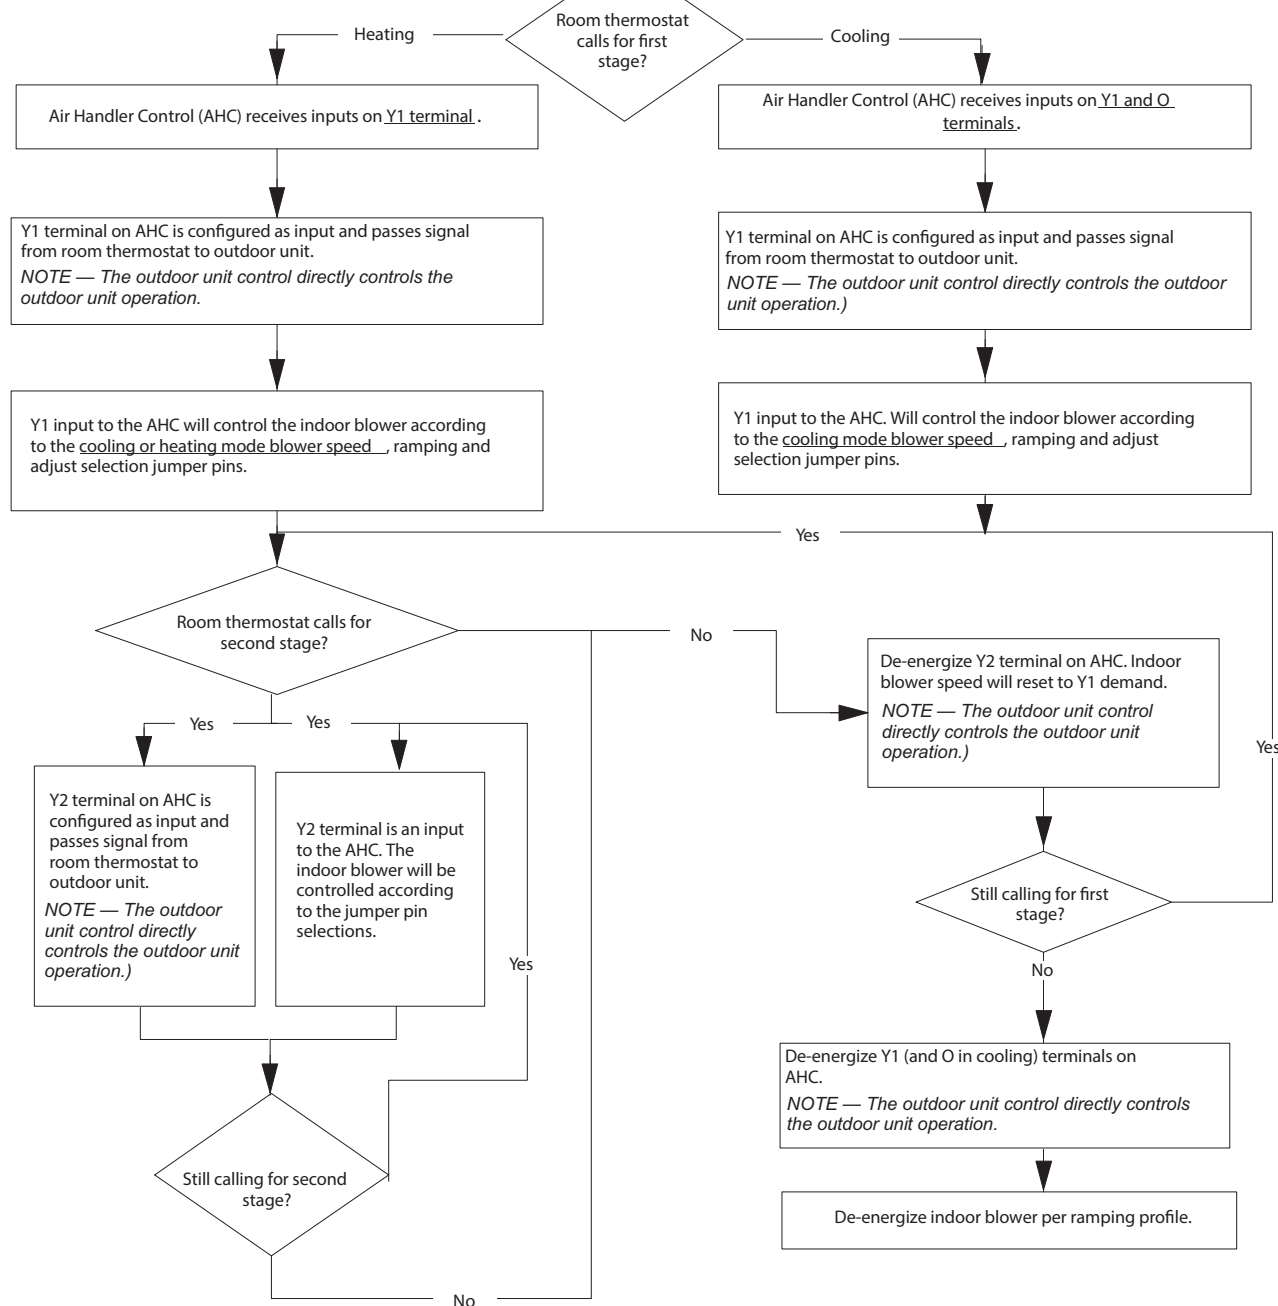 Room thermostat
calls for first
stage?
Heating
Cooling
Air Handler Control (AHC) receives inputs on Y1 terminal .
Air Handler Control (AHC) receives inputs on Y1 and O
terminals .
Y1 terminal on AHC is configured as input and passes signal
from room thermostat to outdoor unit.
NOTE — The outdoor unit control directly controls the
outdoor unit operation.
Y1 terminal on AHC is configured as input and passes signal
from room thermostat to outdoor unit.
NOTE — The outdoor unit control directly controls the outdoor
unit operation.)
Y1 input to the AHC will control the indoor blower according
to the cooling or heating mode blower speed , ramping and
adjust selection jumper pins.
Y1 input to the AHC. Will control the indoor blower according
to the cooling mode blower speed , ramping and adjust
selection jumper pins.
Yes
Room thermostat calls for
second stage?
No
De-energize Y2 terminal on AHC. Indoor
blower speed will reset to Y1 demand.
NOTE — The outdoor unit control
directly controls the outdoor unit
operation.)
Yes
Yes
Yes
Y2 terminal on AHC is
configured as input and
passes signal from
room thermostat to
outdoor unit.
NOTE — The outdoor
unit control directly
controls the outdoor unit
operation.)
Y2 terminal is an input
to the AHC. The
indoor blower will be
controlled according
to the jumper pin
selections.
Yes
Still calling for first
stage?
No
De-energize Y1 (and O in cooling) terminals on
AHC.
NOTE — The outdoor unit control directly controls
the outdoor unit operation.
Still calling for second
stage?
De-energize indoor blower per ramping profile.
No